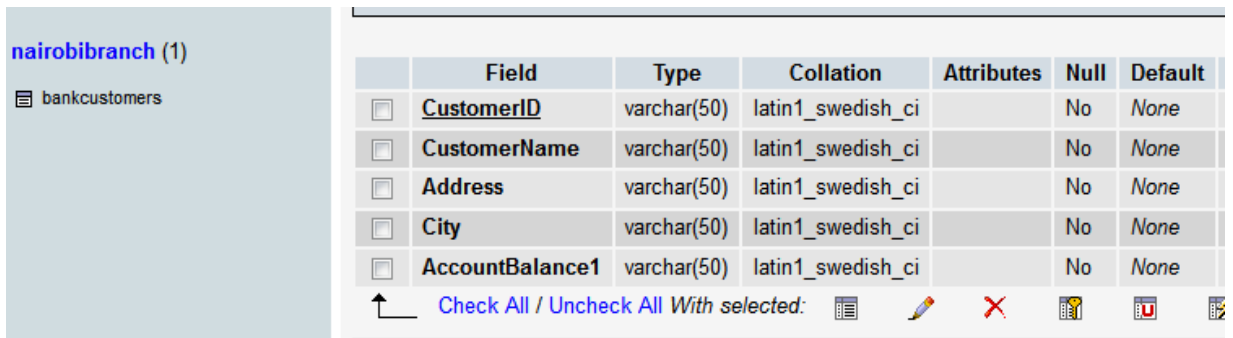 nairobibranch (1)
bankcustomers
Field Type Collation Attributes Null Default
CustomerID varchar(50) latin1_swedish_ci No None
CustomerName varchar(50) latin1_swedish_ci No None
Address varchar(50) latin1_swedish_ci No None
City varchar(50) latin1_swedish_ci No None
AccountBalance1 varchar(50) latin1_swedish_ci No None
Check All / Uncheck All With selected:
U